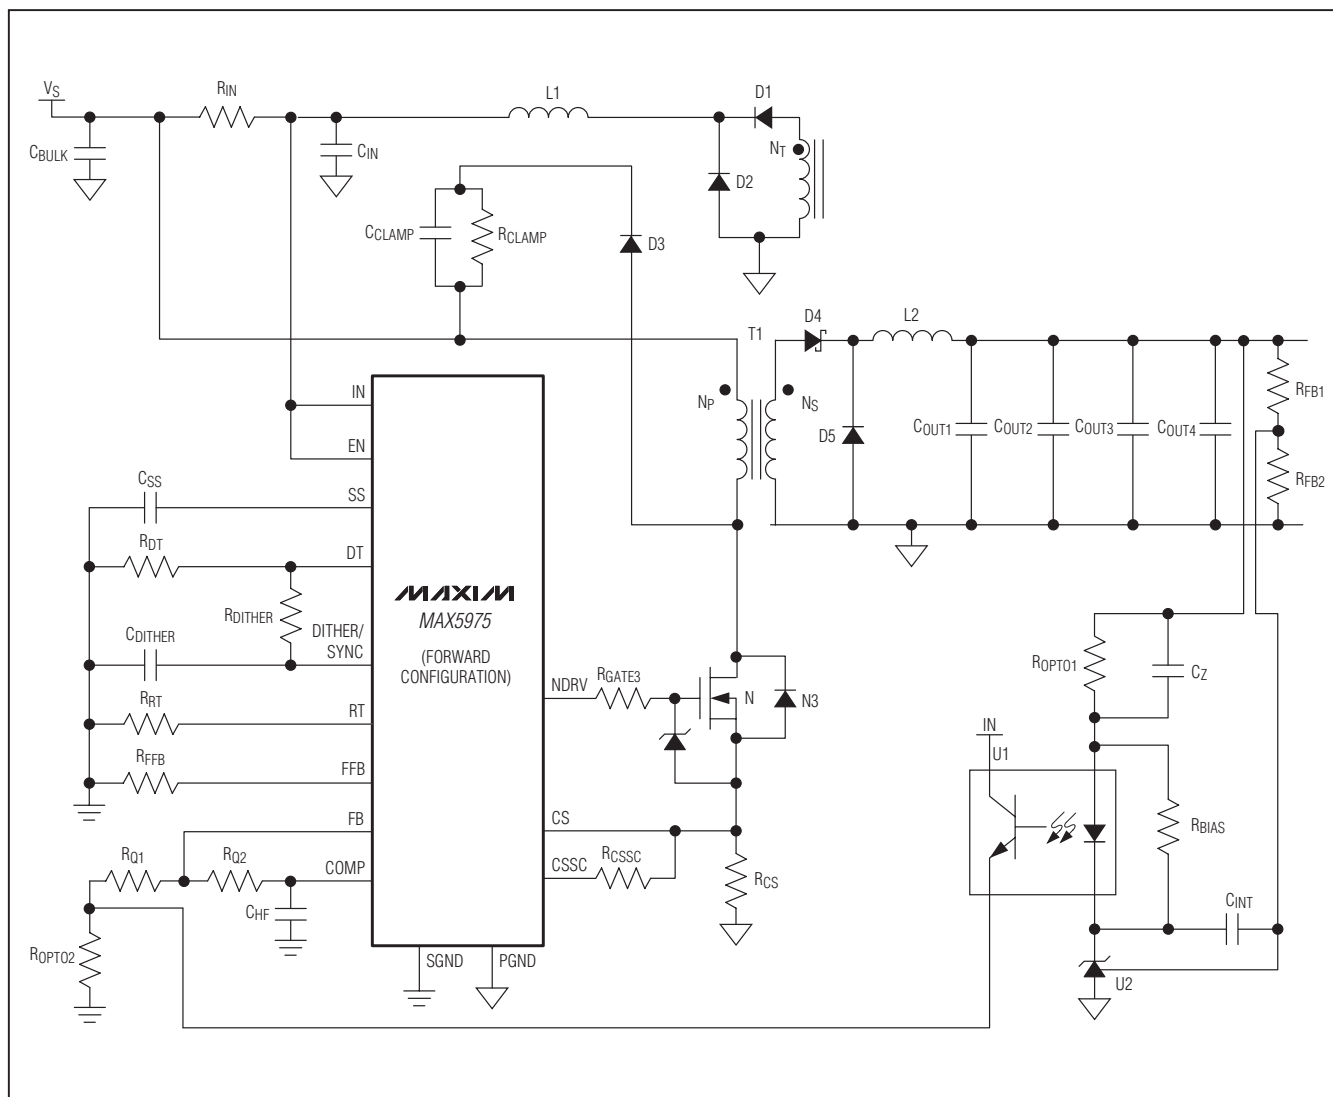 VS
RIN
L1
D1
CBULK
CIN
NT
D2
CCLAMP
RCLAMP
D3
D4
L2
T1
IN
NP
NS
RFB1
EN
D5
COUT1
COUT2
COUT3
COUT4
CSS
SS
RFB2
RDT
DT
MAXIM
MAX5975
(FORWARD
CONFIGURATION)
RDITHER
CDITHER
DITHER/
SYNC
ROPTO1
CZ
NDRV
RGATE3
N
N3
RRT
RT
IN
U1
RFFB
FFB
FB
CS
RBIAS
RQ1
RQ2
COMP
CSSC
RCSSC
RCS
CHF
CINT
ROPTO2
SGND
PGND
U2